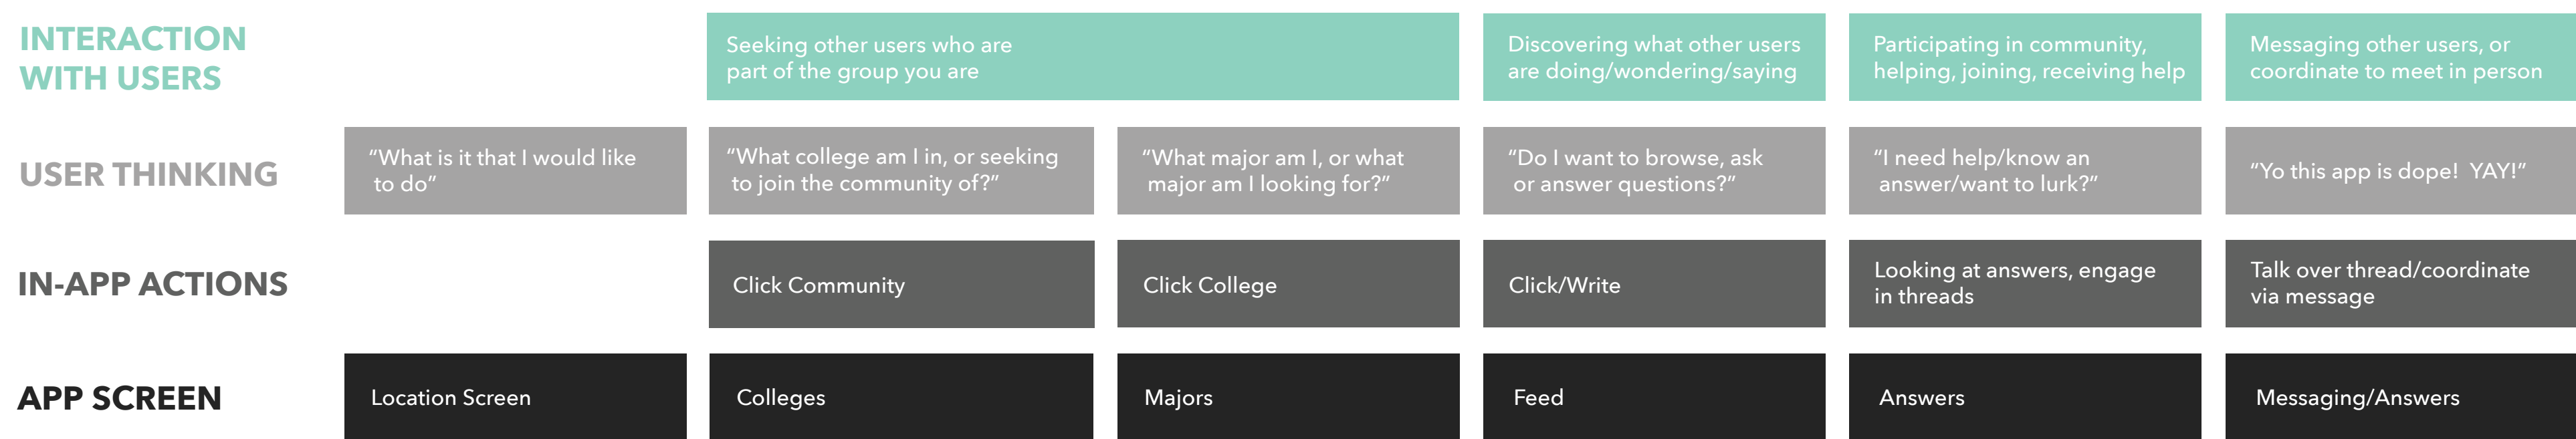 INTERACTION
WITH USERS
Seeking other users who are
part of the group you are
Discovering what other users
are doing/wondering/saying
Participating in community,
helping, joining, receiving help
Messaging other users, or
coordinate to meet in person
USER THINKING
“What is it that I would like
to do”
“What college am I in, or seeking
to join the community of?”
“What major am I, or what
major am I looking for?”
“Do I want to browse, ask
or answer questions?”
“I need help/know an
answer/want to lurk?”
“Yo this app is dope!  YAY!”
IN-APP ACTIONS
Click Community
Click College
Click/Write
Looking at answers, engage
in threads
Talk over thread/coordinate
via message
APP SCREEN
Location Screen
Colleges
Majors
Feed
Answers
Messaging/Answers